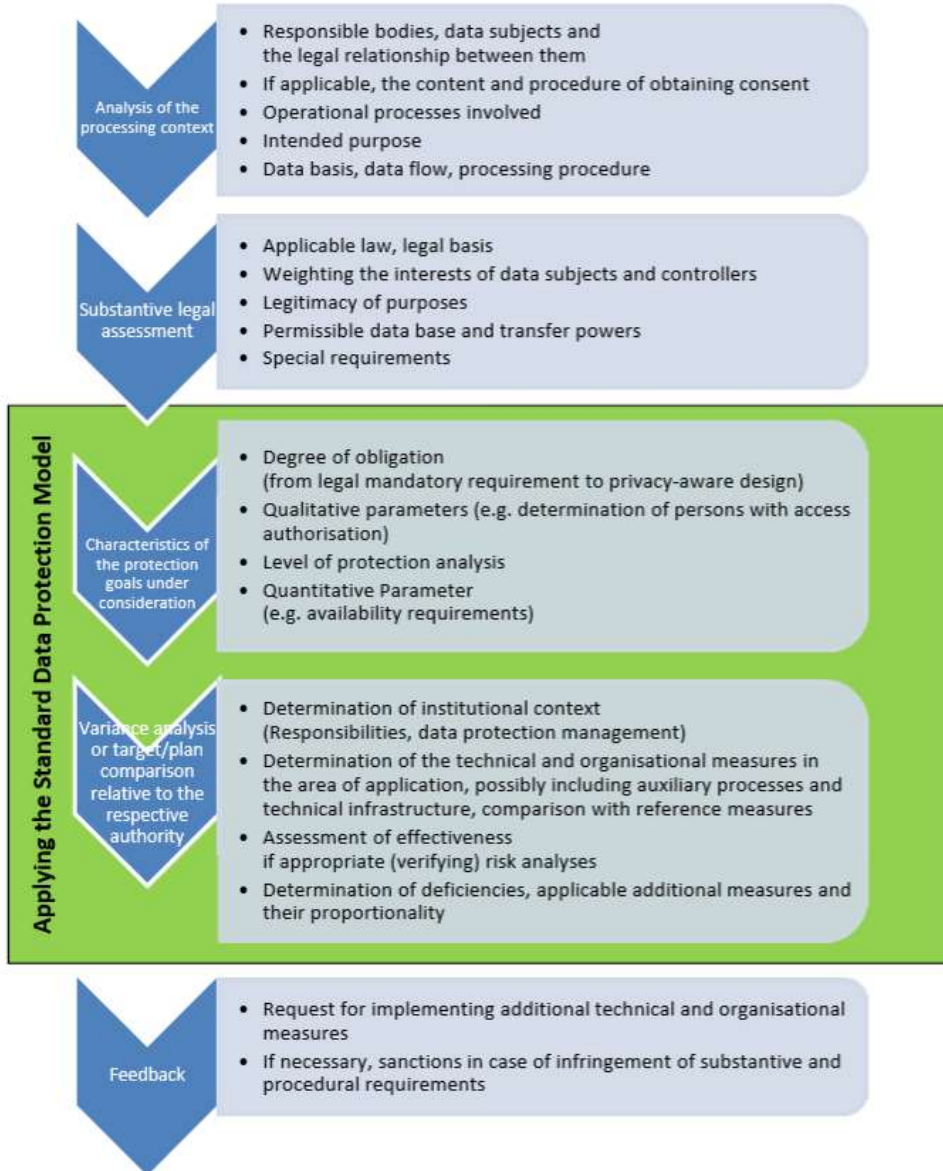 Analysis of the
processing context
• Responsible bodies, data subjects and
the legal relationship between them
• If applicable, the content and procedure of obtaining consent
• Operational processes involved
• Intended purpose
• Data basis, data flow, processing procedure
Substantive legal
assessment
• Applicable law, legal basis
• Weighting the interests of data subjects and controllers
• Legitimacy of purposes
• Permissible data base and transfer powers
• Special requirements
Applying the Standard Data Protection Model
Characteristics of
the protection
goals under
consideration
• Degree of obligation
(from legal mandatory requirement to privacy-aware design)
• Qualitative parameters (e.g. determination of persons with access
authorisation)
• Level of protection analysis
• Quantitative Parameter
(e.g. availability requirements)
Variance analysis
or target/plan
comparison
relative to the
respective
authority
• Determination of institutional context
(Responsibilities, data protection management)
• Determination of the technical and organisational measures in
the area of application, possibly including auxiliary processes and
technical infrastructure, comparison with reference measures
• Assessment of effectiveness
if appropriate (verifying) risk analyses
• Determination of deficiencies, applicable additional measures and
their proportionality
Feedback
• Request for implementing additional technical and organisational
measures
• If necessary, sanctions in case of infringement of substantive and
procedural requirements